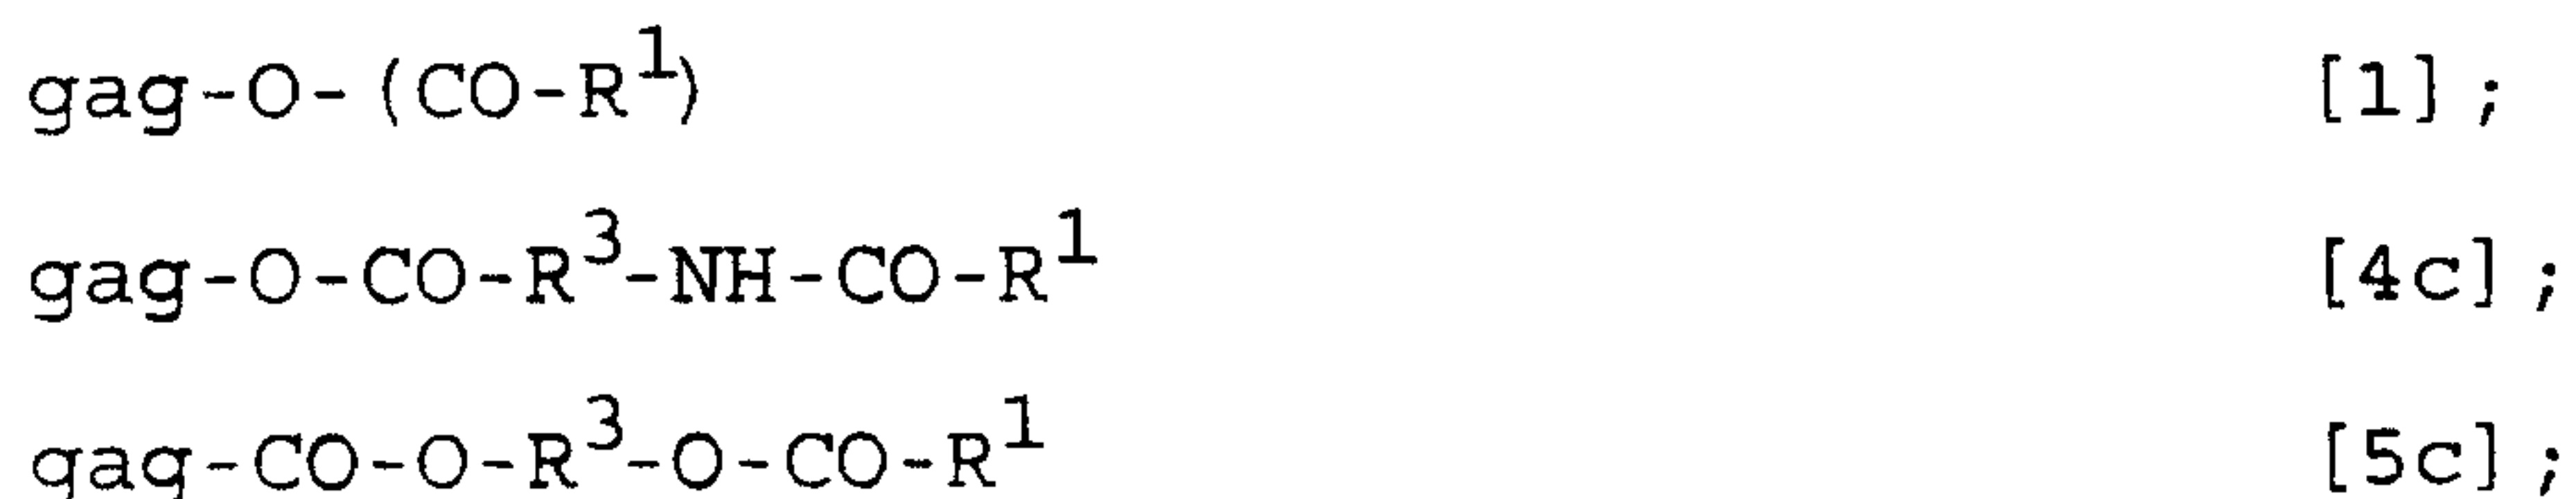 gag-O-(CO-R¹) [1];
gag-O-CO-R³-NH-CO-R¹ [4c];
gag-CO-O-R³-O-CO-R¹ [5c];